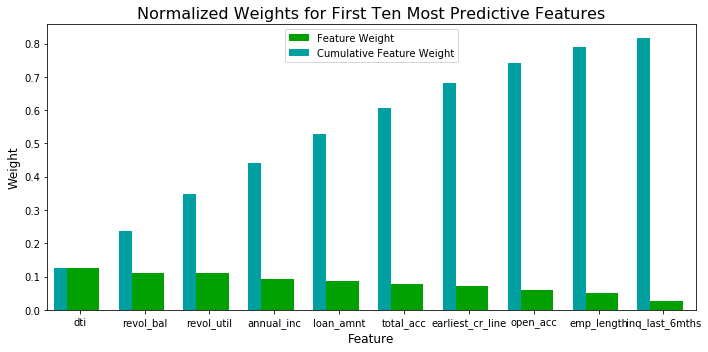 Normalized Weights for First Ten Most Predictive Features
Feature Weight
Cumulative Feature Weight
Weight
0.8
0.7
0.6
0.5
0.4
0.3
0.2
0.1
0.0
dti revol_bal revol_util annual_inc loan_amnt total_acc earliest_cr_line open_acc emp_length inq_last_6mths
Feature